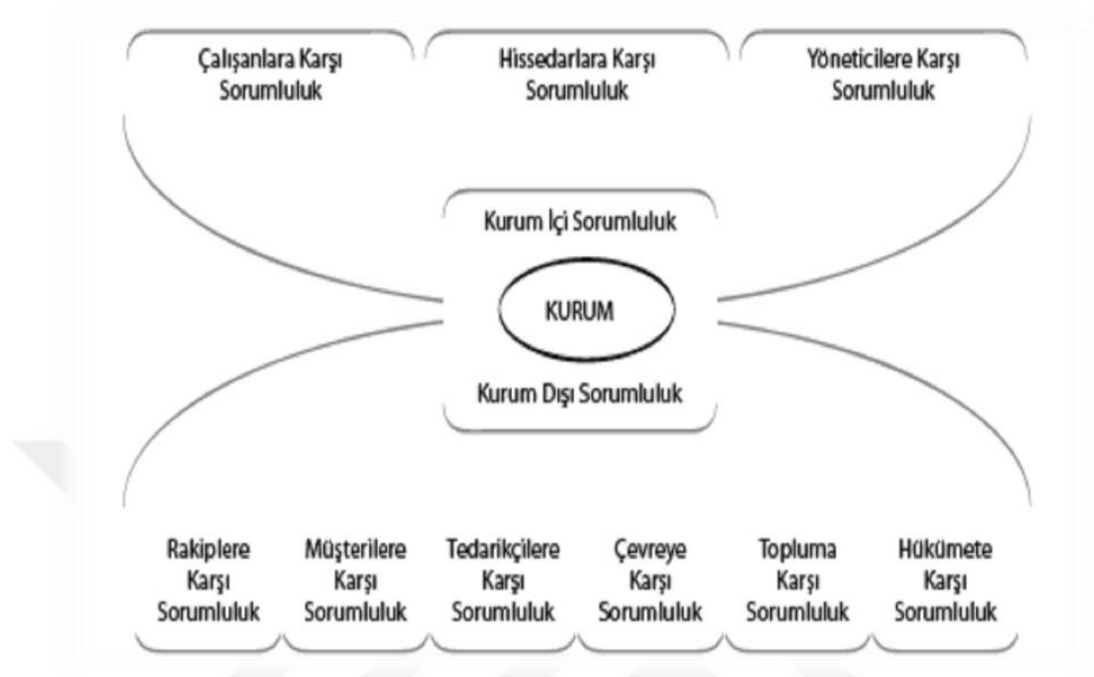 Çalışanlara Karşı
Sorumluluk
Hissedarlara Karşı
Sorumluluk
Yöneticilere Karşı
Sorumluluk
Kurum İçi Sorumluluk
KURUM
Kurum Dışı Sorumluluk
Rakiplere
Karşı
Sorumluluk
Müşterilere
Karşı
Sorumluluk
Tedarikçilere
Karşı
Sorumluluk
Çevreye
Karşı
Sorumluluk
Topluma
Karşı
Sorumluluk
Hükümete
Karşı
Sorumluluk